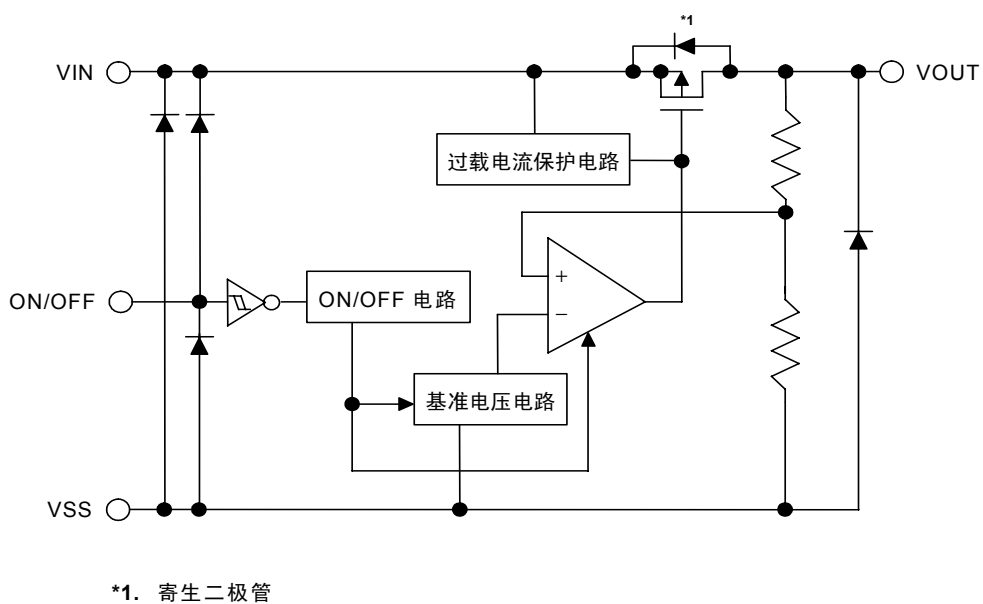 *1
VIN
VOUT
过载电流保护电路
+
ON/OFF
ON/OFF 电路
−
基准电压电路
VSS
*1. 寄生二极管